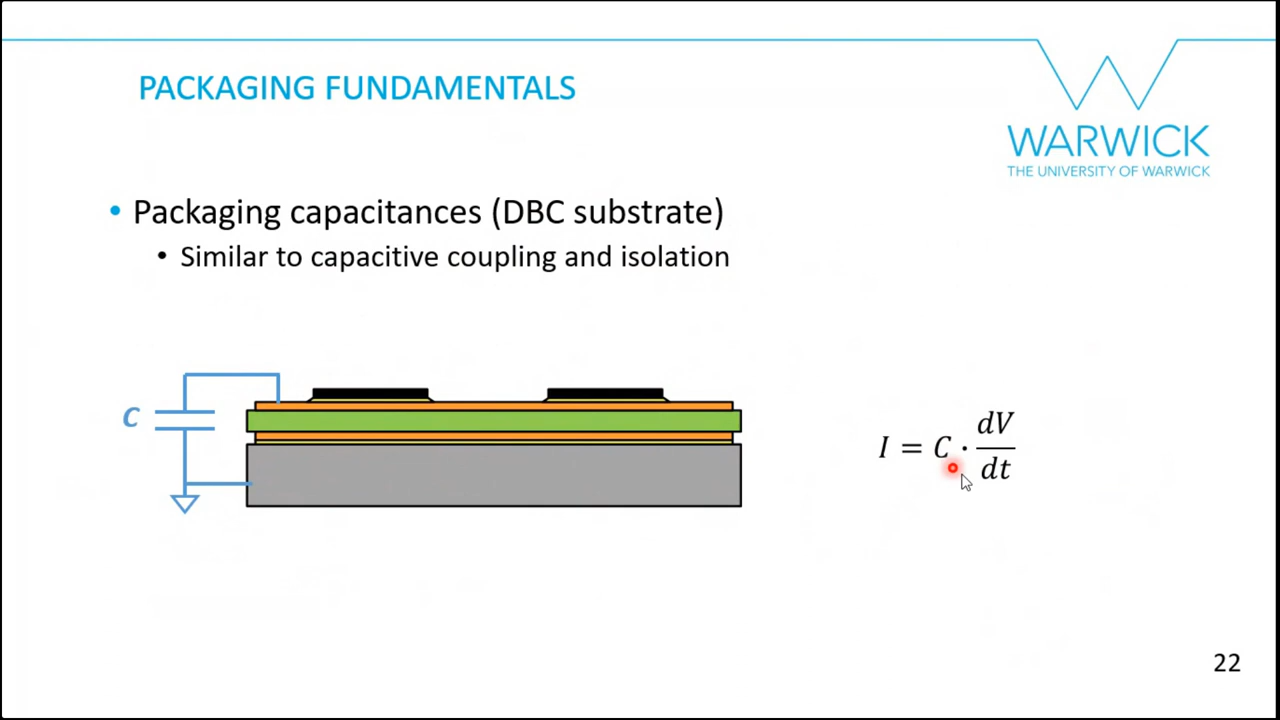 PACKAGING FUNDAMENTALS
WARWICK
THE UNIVERSITY OF WARWICK
• Packaging capacitances (DBC substrate)
• Similar to capacitive coupling and isolation
C
I = C · dV/dt
22